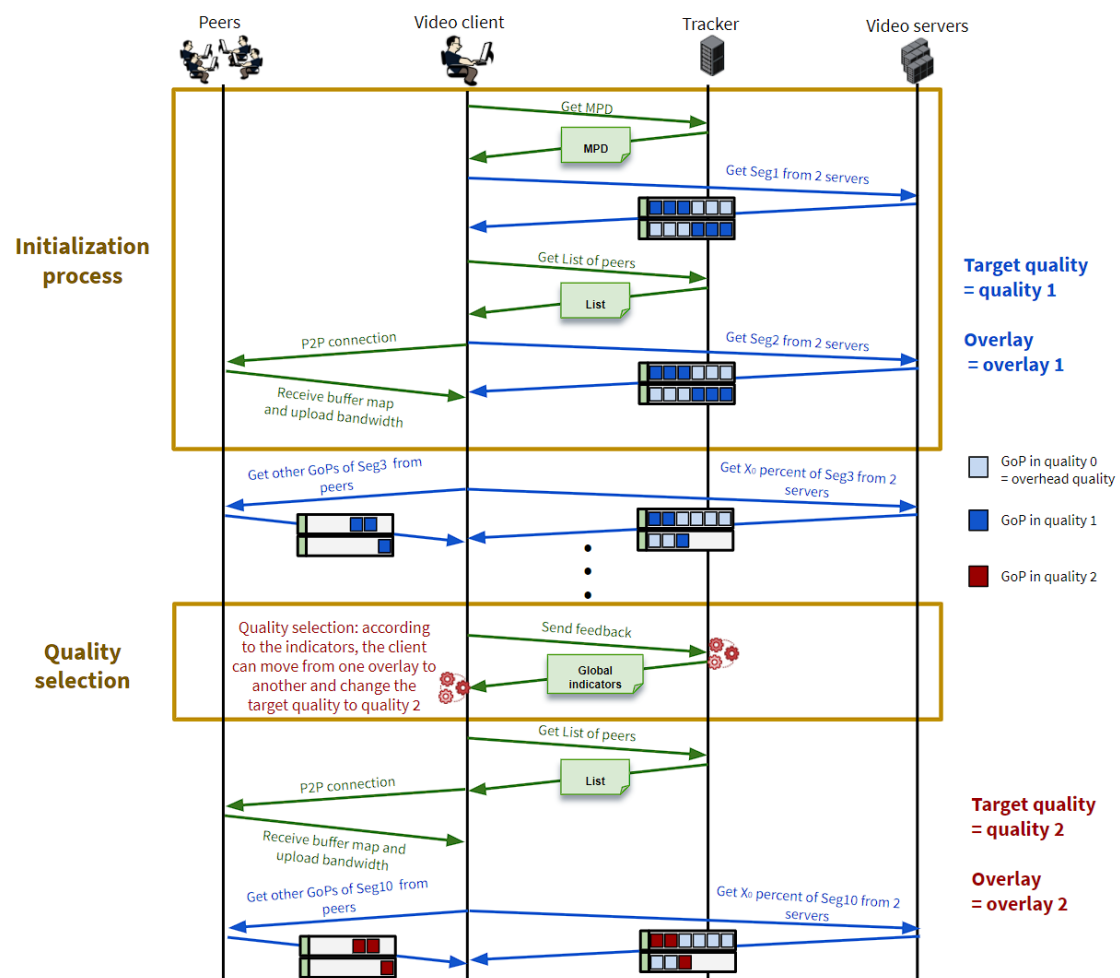 Peers
Video client
Tracker
Video servers
Get MPD
MPD
Get Seg1 from 2 servers
Initialization
process
Get List of peers
List
Target quality
= quality 1
P2P connection
Get Seg2 from 2 servers
Overlay
= overlay 1
Receive buffer map
and upload bandwidth
Get other GoPs of Seg3 from
peers
Get X₀ percent of Seg3 from 2
servers
GoP in quality 0
= overhead quality
GoP in quality 1
GoP in quality 2
Quality
selection
Quality selection: according
to the indicators, the client
can move from one overlay to
another and change the
target quality to quality 2
Send feedback
Global
indicators
Get List of peers
List
P2P connection
Target quality
= quality 2
Receive buffer map and
upload bandwidth
Overlay
= overlay 2
Get other GoPs of Seg10 from
peers
Get X₀ percent of Seg10 from 2
servers